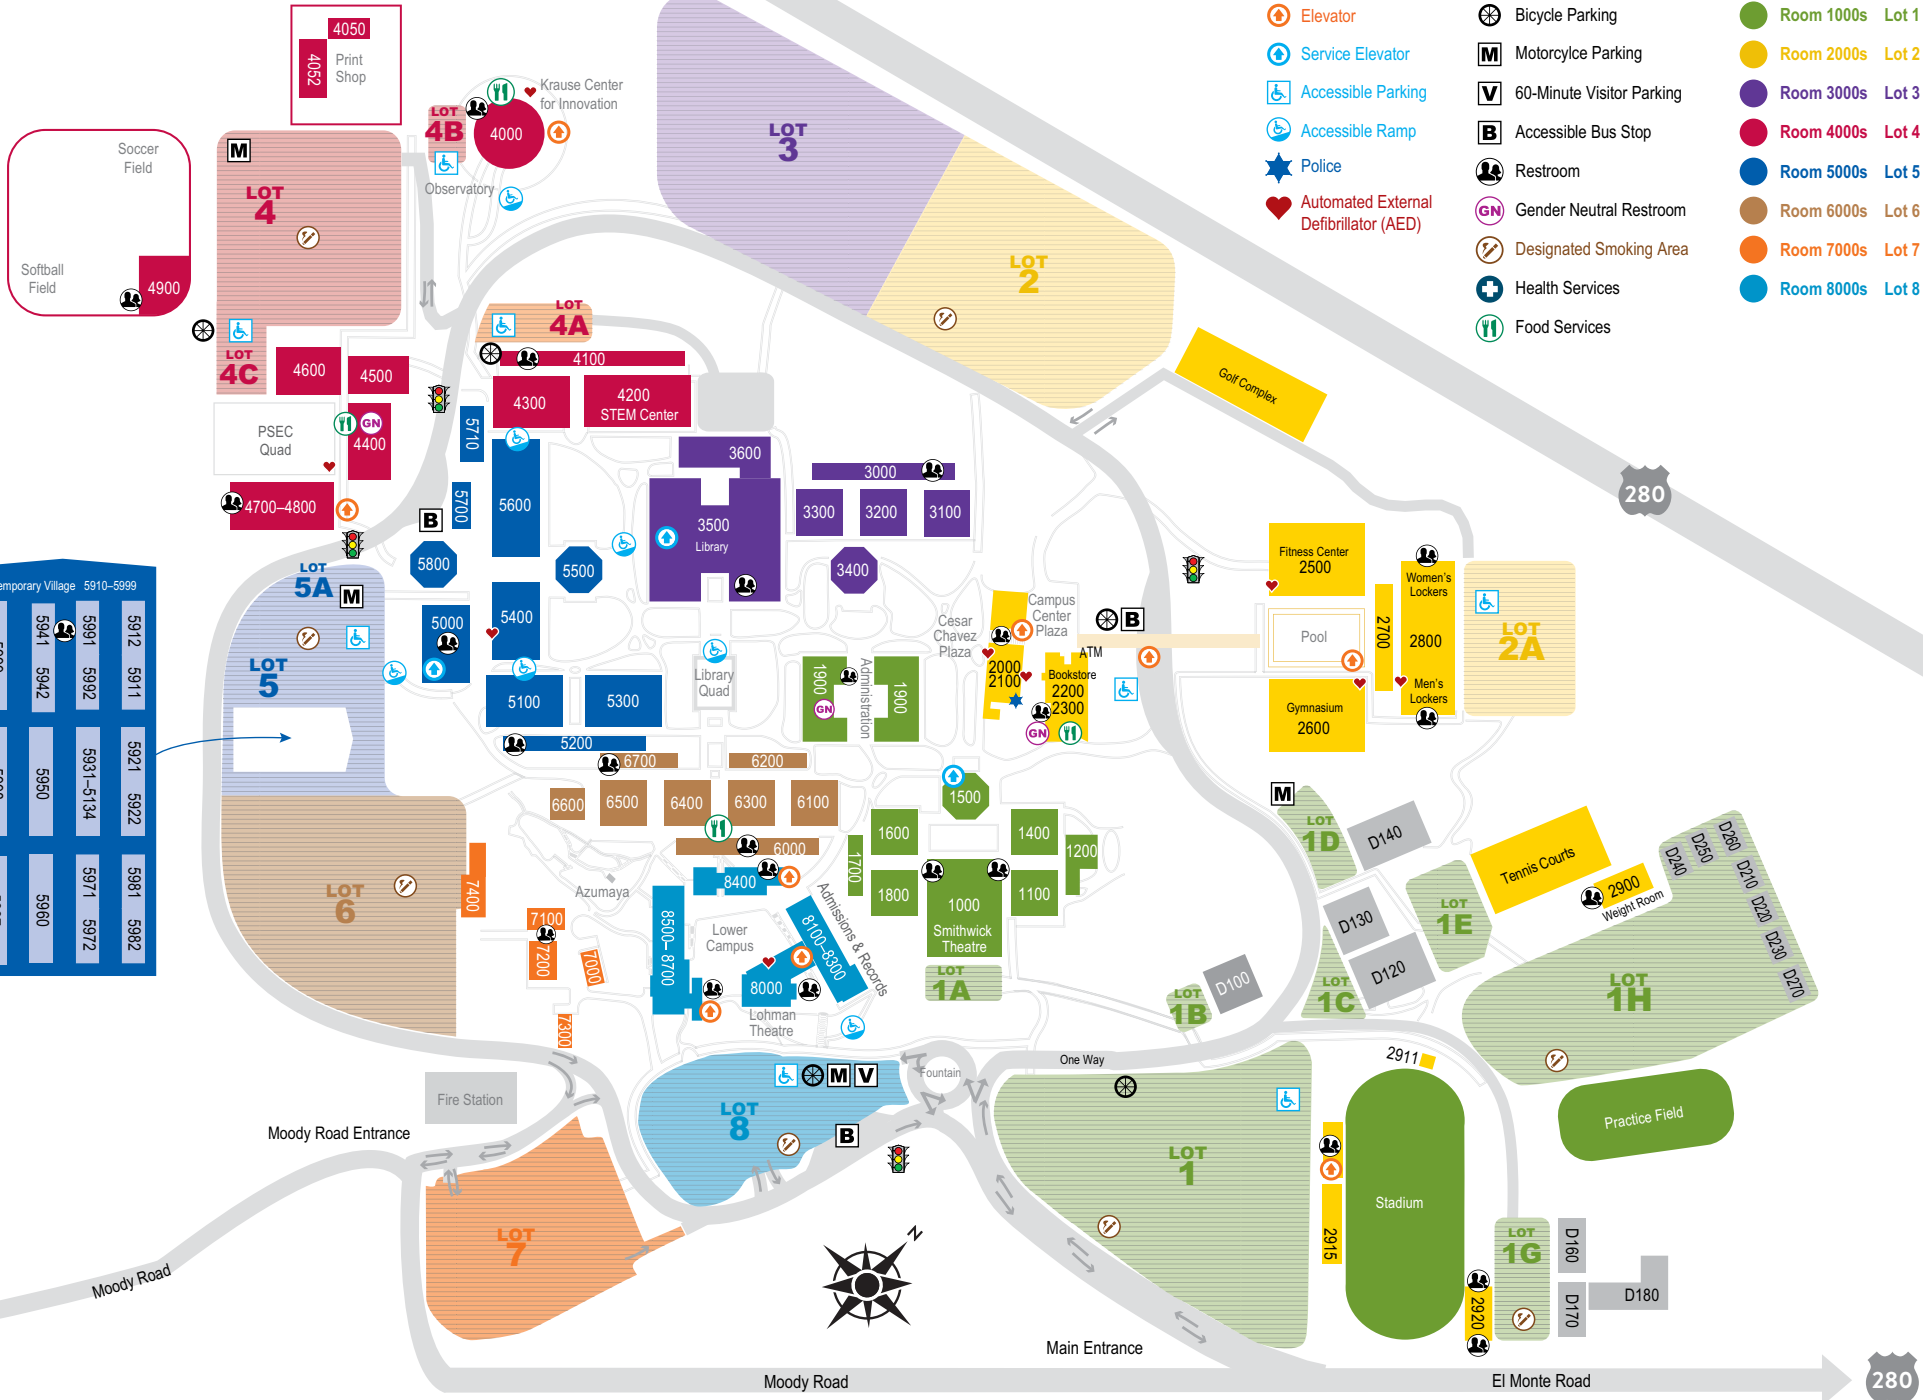 Elevator
Service Elevator
Accessible Parking
Accessible Ramp
Police
Automated External
Defibrillator (AED)
Bicycle Parking
M
Motorcylce Parking
V
60-Minute Visitor Parking
B
Accessible Bus Stop
Restroom
GN
Gender Neutral Restroom
Designated Smoking Area
Health Services
Food Services
Room 1000s Lot 1
Room 2000s Lot 2
Room 3000s Lot 3
Room 4000s Lot 4
Room 5000s Lot 5
Room 6000s Lot 6
Room 7000s Lot 7
Room 8000s Lot 8
4050
4052
Print
Shop
Krause Center
for Innovation
LOT
4B
4000
Observatory
Soccer
Field
Softball
Field
4900
M
LOT
4
LOT
4C
4600
4500
PSEC
Quad
GN
4400
4700–4800
LOT
4A
4100
4300
4200
STEM Center
LOT
3
LOT
2
Golf Complex
280
5710
5700
5600
B
5800
5500
5400
5000
5100
5300
5200
3600
3500
Library
3000
3300
3200
3100
3400
LOT
5A
M
LOT
5
emporary Village 5910–5999
5941
5942
5991
5992
5912
5911
5950
5931–5134
5921
5922
5960
5971
5972
5981
5982
Library
Quad
1900
GN
Administration
1900
Cesar
Chavez
Plaza
Campus
Center
Plaza
B
ATM
2000
2100
Bookstore
2200
2300
GN
Fitness Center
2500
Pool
2700
Women's
Lockers
2800
Men's
Lockers
Gymnasium
2600
LOT
2A
6700
6200
6600
6500
6400
6300
6100
6000
1500
1600
1400
1200
1700
1800
1100
1000
Smithwick
Theatre
LOT
1A
LOT
6
7400
7100
7200
7000
7300
Azumaya
8400
8500–8700
Lower
Campus
8100–8300
Admissions & Records
8000
Lohman
Theatre
M
LOT
1D
D140
D130
D120
LOT
1C
LOT
1E
Tennis Courts
2900
Weight Room
D240
D250
D260
D210
D220
D230
D270
LOT
1H
LOT
1B
D100
One Way
Fountain
M
V
LOT
8
B
Fire Station
Moody Road Entrance
LOT
7
Moody Road
LOT
1
2911
Stadium
2915
2920
Practice Field
LOT
1G
D160
D170
D180
N
Main Entrance
Moody Road
El Monte Road
280